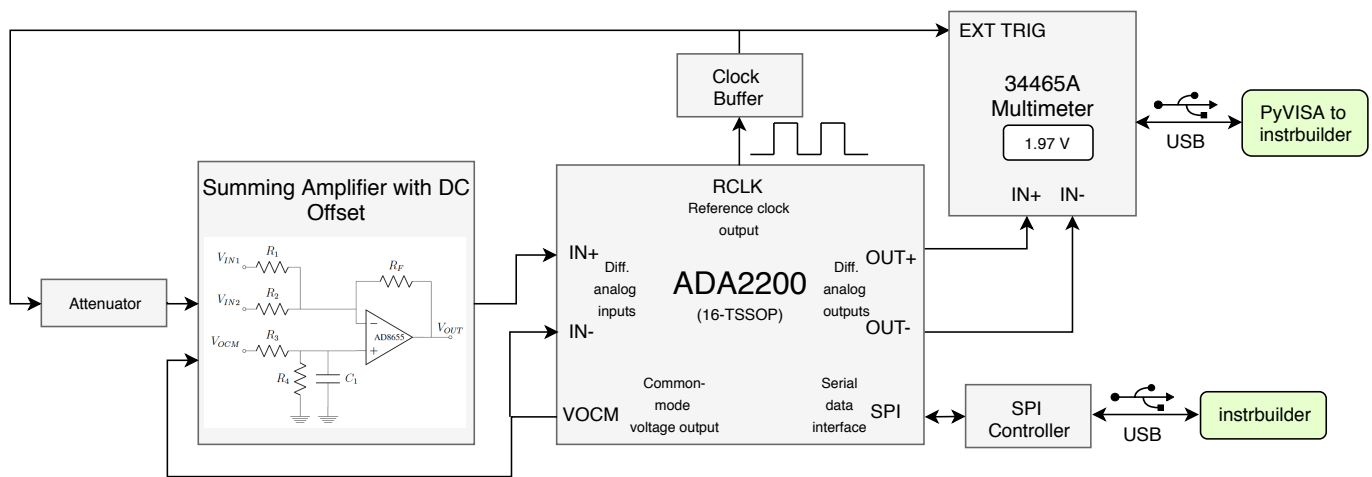 EXT TRIG
34465A
Multimeter
1.97 V
IN+ IN-
Clock
Buffer
USB
PyVISA to
instrbuilder
Summing Amplifier with DC
Offset
V_IN1
R_1
R_F
V_IN2
R_2
AD8655
V_OUT
V_OCM
R_3
R_4
C_1
−
+
Attenuator
RCLK
Reference clock
output
IN+
Diff.
analog
inputs
IN-
ADA2200
(16-TSSOP)
Diff.
analog
outputs
OUT+
OUT-
VOCM
Common-
mode
voltage output
Serial
data
interface
SPI
SPI
Controller
USB
instrbuilder